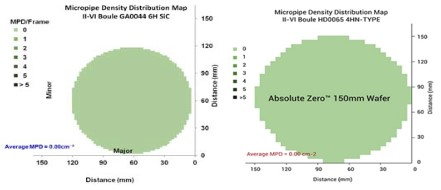 Micropipe Density Distribution Map
II-VI Boule GA0044 6H SiC
MPD/Frame
0
1
2
3
4
5
> 5
Minor
150
120
90
60
30
0
Distance (mm)
Average MPD = 0.00cm⁻²
Major
150
100
50
0
Distance (mm)
Micropipe Density Distribution Map
II-VI Boule HD0065 4HN-TYPE
0
1
2
3
4
5
>5
Absolute Zero™ 150mm Wafer
150
120
90
60
30
0
Distance (mm)
Average MPD = 0.00 cm-2
150
120
90
60
30
0
Distance (mm)